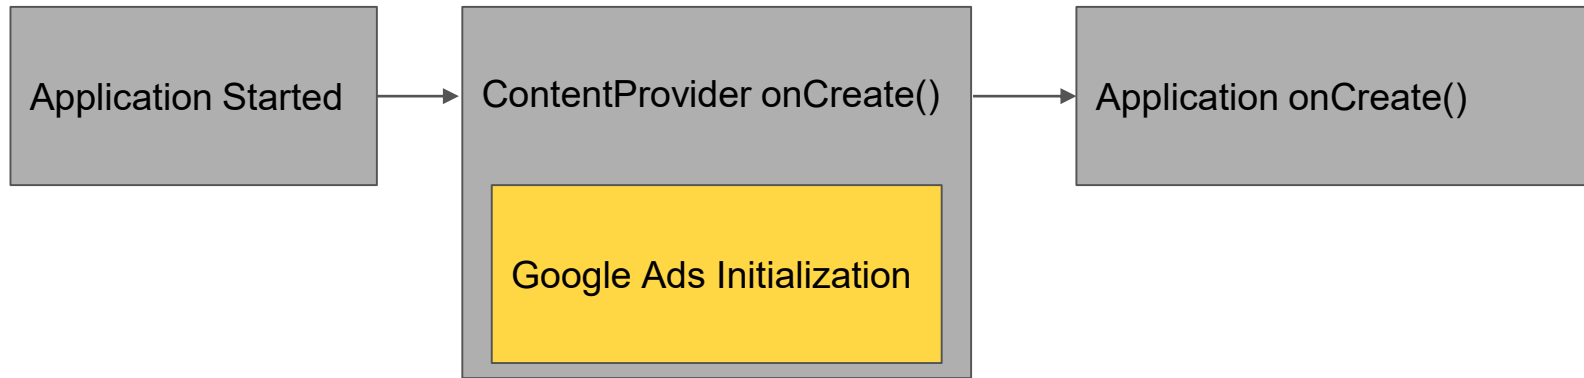 Application Started
ContentProvider onCreate()
Application onCreate()
Google Ads Initialization